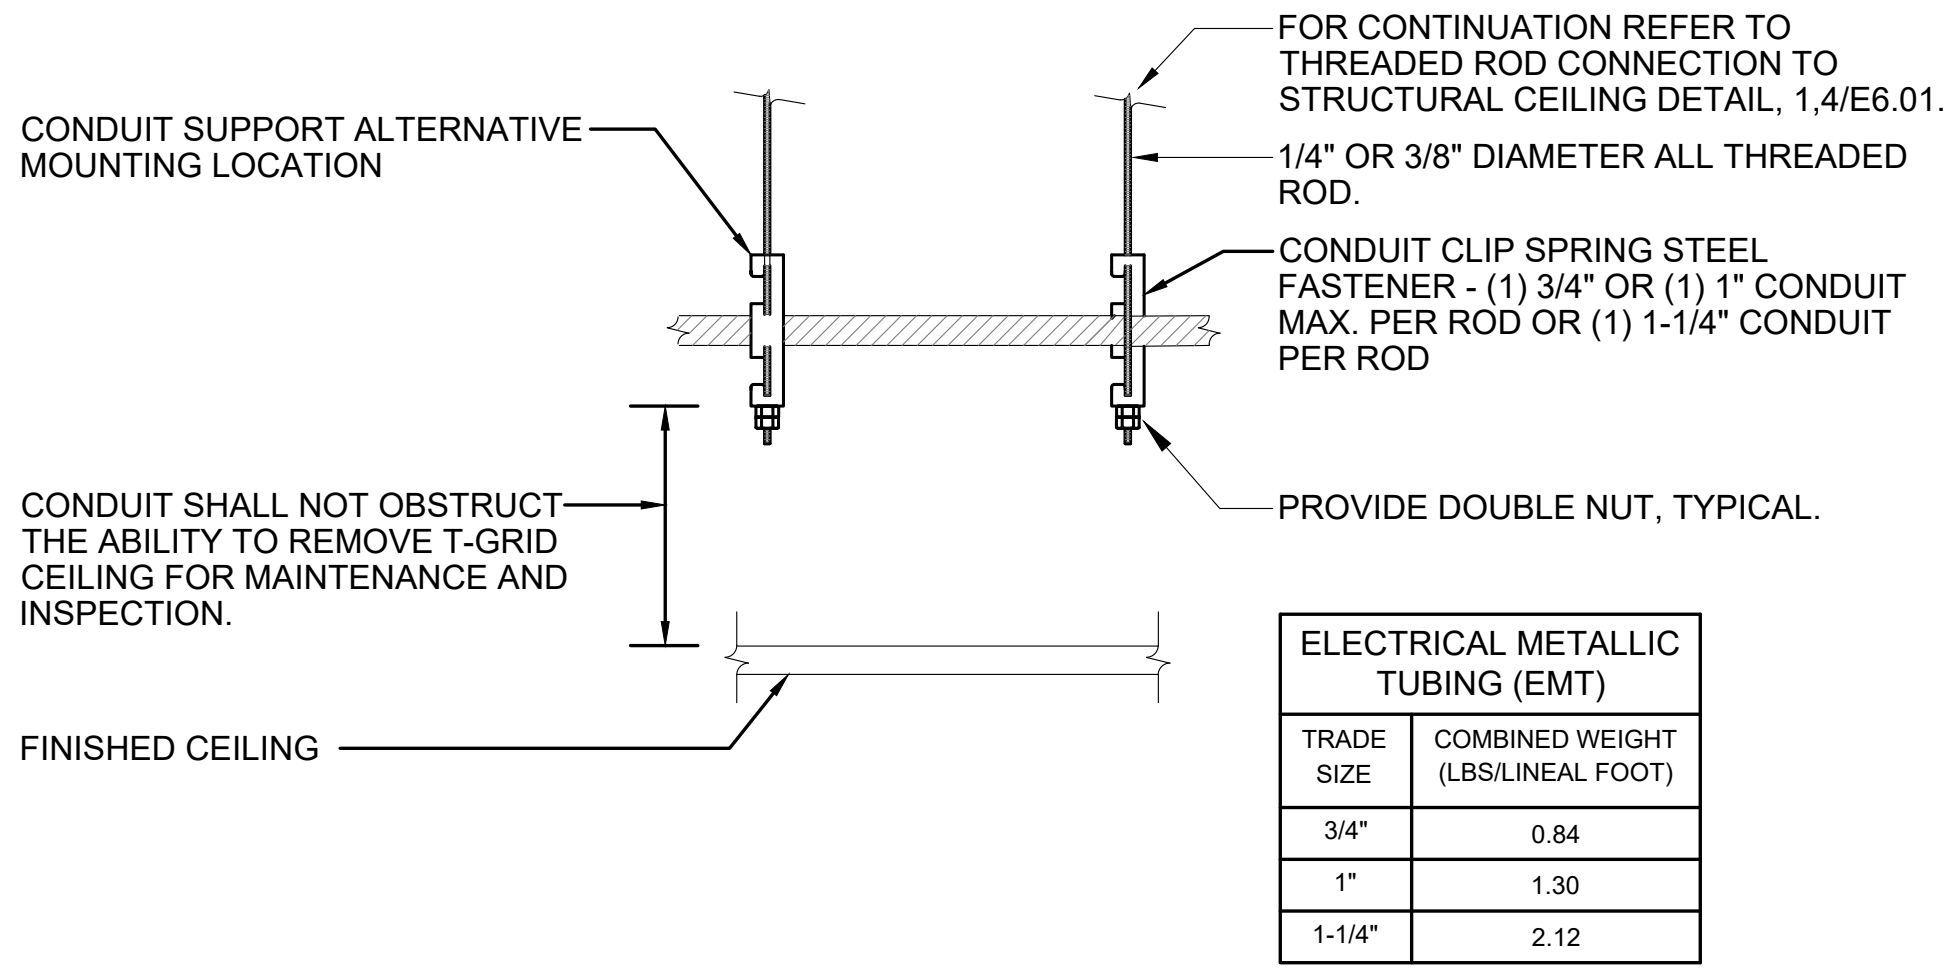 FOR CONTINUATION REFER TO
THREADED ROD CONNECTION TO
STRUCTURAL CEILING DETAIL, 1,4/E6.01.
CONDUIT SUPPORT ALTERNATIVE
MOUNTING LOCATION
1/4" OR 3/8" DIAMETER ALL THREADED
ROD.
CONDUIT CLIP SPRING STEEL
FASTENER - (1) 3/4" OR (1) 1" CONDUIT
MAX. PER ROD OR (1) 1-1/4" CONDUIT
PER ROD
CONDUIT SHALL NOT OBSTRUCT
THE ABILITY TO REMOVE T-GRID
CEILING FOR MAINTENANCE AND
INSPECTION.
PROVIDE DOUBLE NUT, TYPICAL.
FINISHED CEILING
ELECTRICAL METALLIC
TUBING (EMT)
TRADE
SIZE
COMBINED WEIGHT
(LBS/LINEAL FOOT)
3/4" 0.84
1" 1.30
1-1/4" 2.12